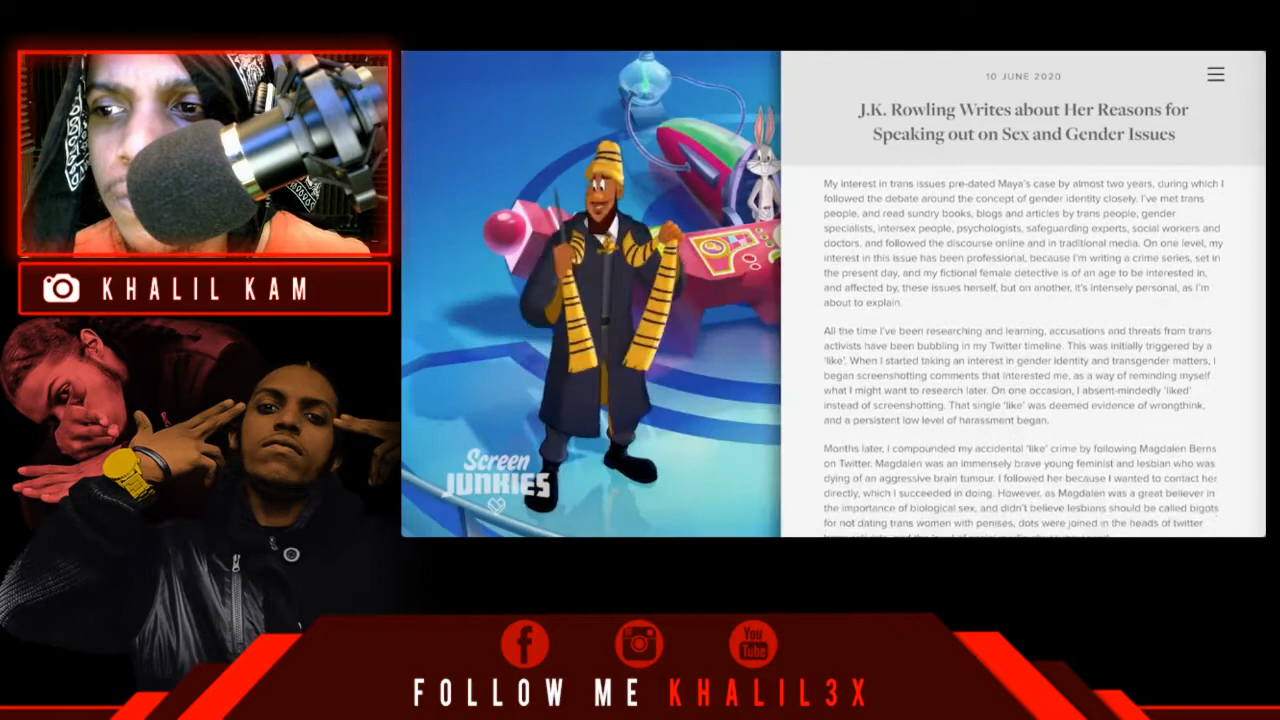 KHALIL KAM
Screen
JUNKIES
10 JUNE 2020
J.K. Rowling Writes about Her Reasons for
Speaking out on Sex and Gender Issues
My interest in trans issues pre-dated Maya's case by almost two years, during which I
followed the debate around the concept of gender identity closely. I've met trans
people, and read sundry books, blogs and articles by trans people, gender
specialists, intersex people, psychologists, safeguarding experts, social workers and
doctors, and followed the discourse online and in traditional media. On one level, my
interest in this issue has been professional, because I'm writing a crime series, set in
the present day, and my fictional female detective is of an age to be interested in,
and affected by, these issues herself, but on another, it's intensely personal, as I'm
about to explain.
All the time I've been researching and learning, accusations and threats from trans
activists have been bubbling in my Twitter timeline. This was initially triggered by a
'like'. When I started taking an interest in gender identity and transgender matters, I
began screenshotting comments that interested me, as a way of reminding myself
what I might want to research later. On one occasion, I absent-mindedly 'liked'
instead of screenshotting. That single 'like' was deemed evidence of wrongthink,
and a persistent low level of harassment began.
Months later, I compounded my accidental 'like' crime by following Magdalen Berns
on Twitter. Magdalen was an immensely brave young feminist and lesbian who was
dying of an aggressive brain tumour. I followed her because I wanted to contact her
directly, which I succeeded in doing. However, as Magdalen was a great believer in
the importance of biological sex, and didn't believe lesbians should be called bigots
for not dating trans women with penises, dots were joined in the heads of twitter
You
Tube
FOLLOW ME KHALIL3X